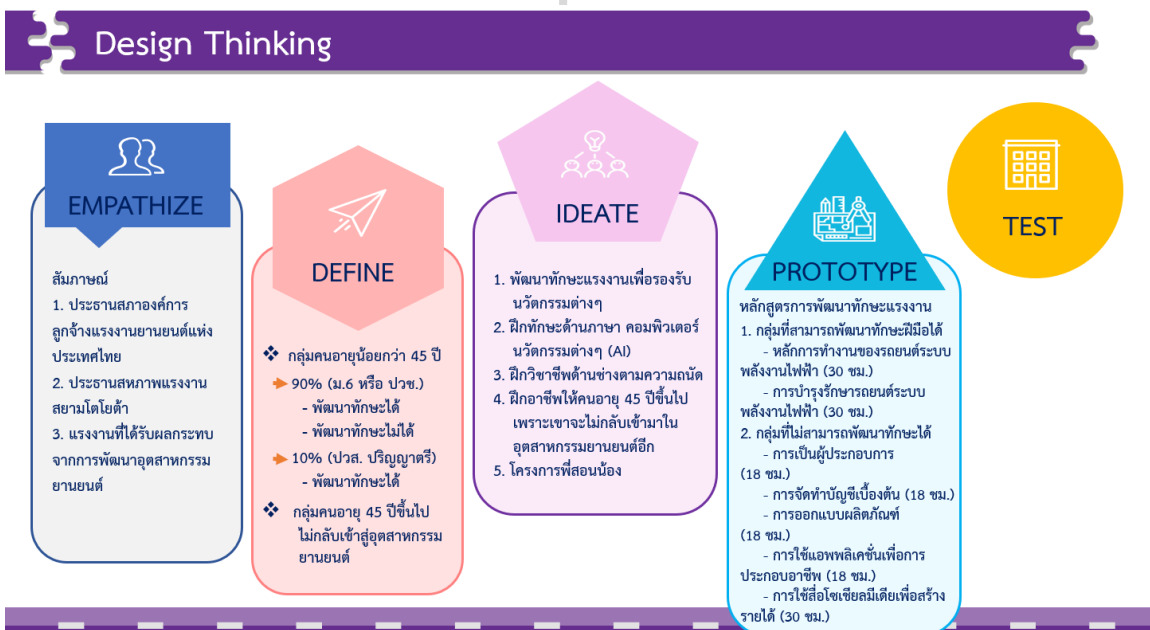 Design Thinking
EMPATHIZE
สัมภาษณ์
1. ประธานสภาองค์การ
ลูกจ้างแรงงานยานยนต์แห่ง
ประเทศไทย
2. ประธานสหภาพแรงงาน
สยามโตโยต้า
3. แรงงานที่ได้รับผลกระทบ
จากการพัฒนาอุตสาหกรรม
ยานยนต์
DEFINE
❖ กลุ่มคนอายุน้อยกว่า 45 ปี
90% (ม.6 หรือ ปวช.)
- พัฒนาทักษะได้
- พัฒนาทักษะไม่ได้
10% (ปวส. ปริญญาตรี)
- พัฒนาทักษะได้
❖ กลุ่มคนอายุ 45 ปีขึ้นไป
ไม่กลับเข้าสู่อุตสาหกรรม
ยานยนต์
IDEATE
1. พัฒนาทักษะแรงงานเพื่อรองรับ
นวัตกรรมต่างๆ
2. ฝึกทักษะด้านภาษา คอมพิวเตอร์
นวัตกรรมต่างๆ (AI)
3. ฝึกวิชาชีพด้านช่างตามความถนัด
4. ฝึกอาชีพให้คนอายุ 45 ปีขึ้นไป
เพราะเขาจะไม่กลับเข้ามาใน
อุตสาหกรรมยานยนต์อีก
5. โครงการพี่สอนน้อง
PROTOTYPE
หลักสูตรการพัฒนาทักษะแรงงาน
1. กลุ่มที่สามารถพัฒนาทักษะฝีมือได้
- หลักการทำงานของรถยนต์ระบบ
พลังงานไฟฟ้า (30 ชม.)
- การบำรุงรักษารถยนต์ระบบ
พลังงานไฟฟ้า (30 ชม.)
2. กลุ่มที่ไม่สามารถพัฒนาทักษะได้
- การเป็นผู้ประกอบการ
(18 ชม.)
- การจัดทำบัญชีเบื้องต้น (18 ชม.)
- การออกแบบผลิตภัณฑ์
(18 ชม.)
- การใช้แอพพลิเคชั่นเพื่อการ
ประกอบอาชีพ (18 ชม.)
- การใช้สื่อโซเชียลมีเดียเพื่อสร้าง
รายได้ (30 ชม.)
TEST